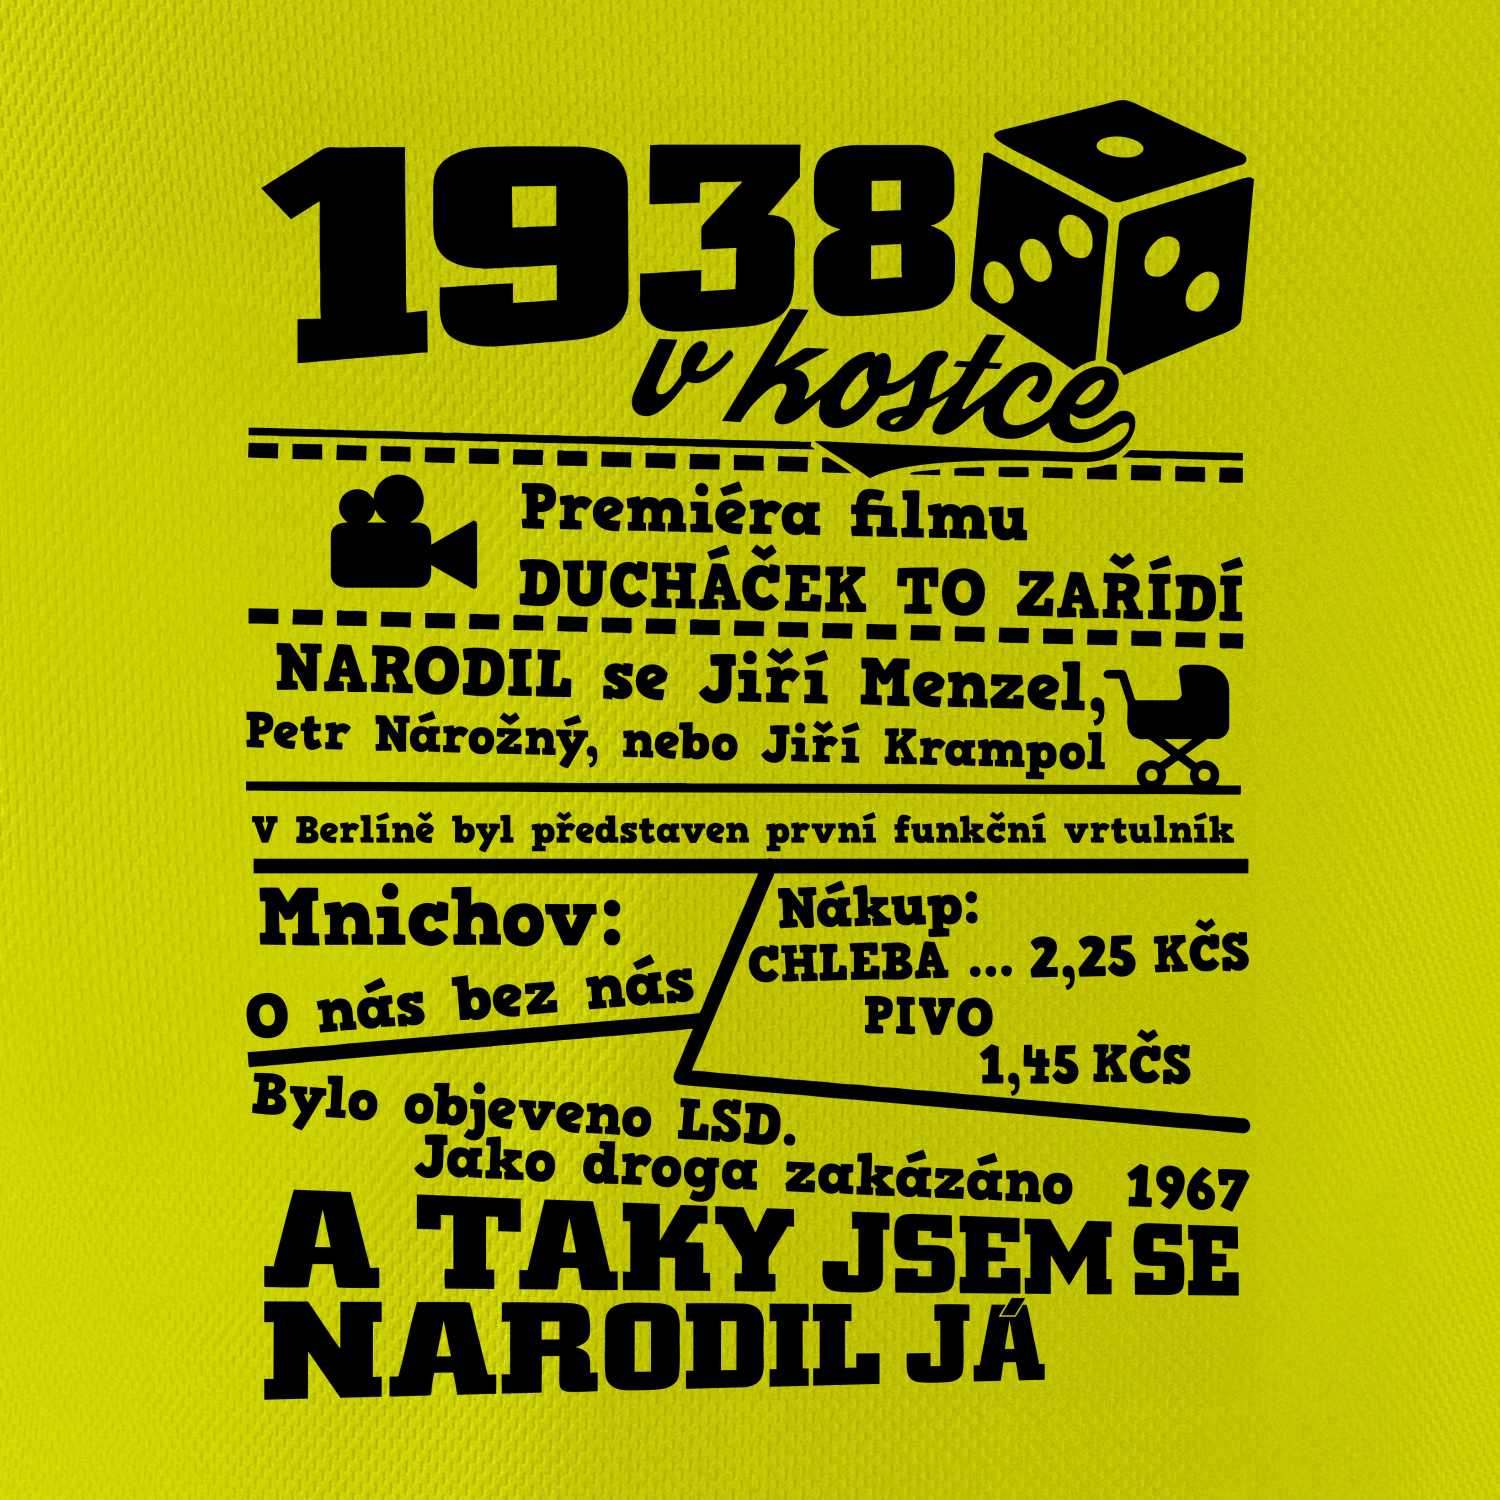 1938
v kostce
Premiéra filmu
DUCHÁČEK TO ZAŘÍDÍ
NARODIL se Jiří Menzel,
Petr Nárožný, nebo Jiří Krampol
V Berlíně byl představen první funkční vrtulník
Mnichov:
O nás bez nás
Nákup:
CHLEBA ... 2,25 KČS
PIVO
1,45 KČS
Bylo objeveno LSD.
Jako droga zakázáno 1967
A TAKY JSEM SE
NARODIL JÁ